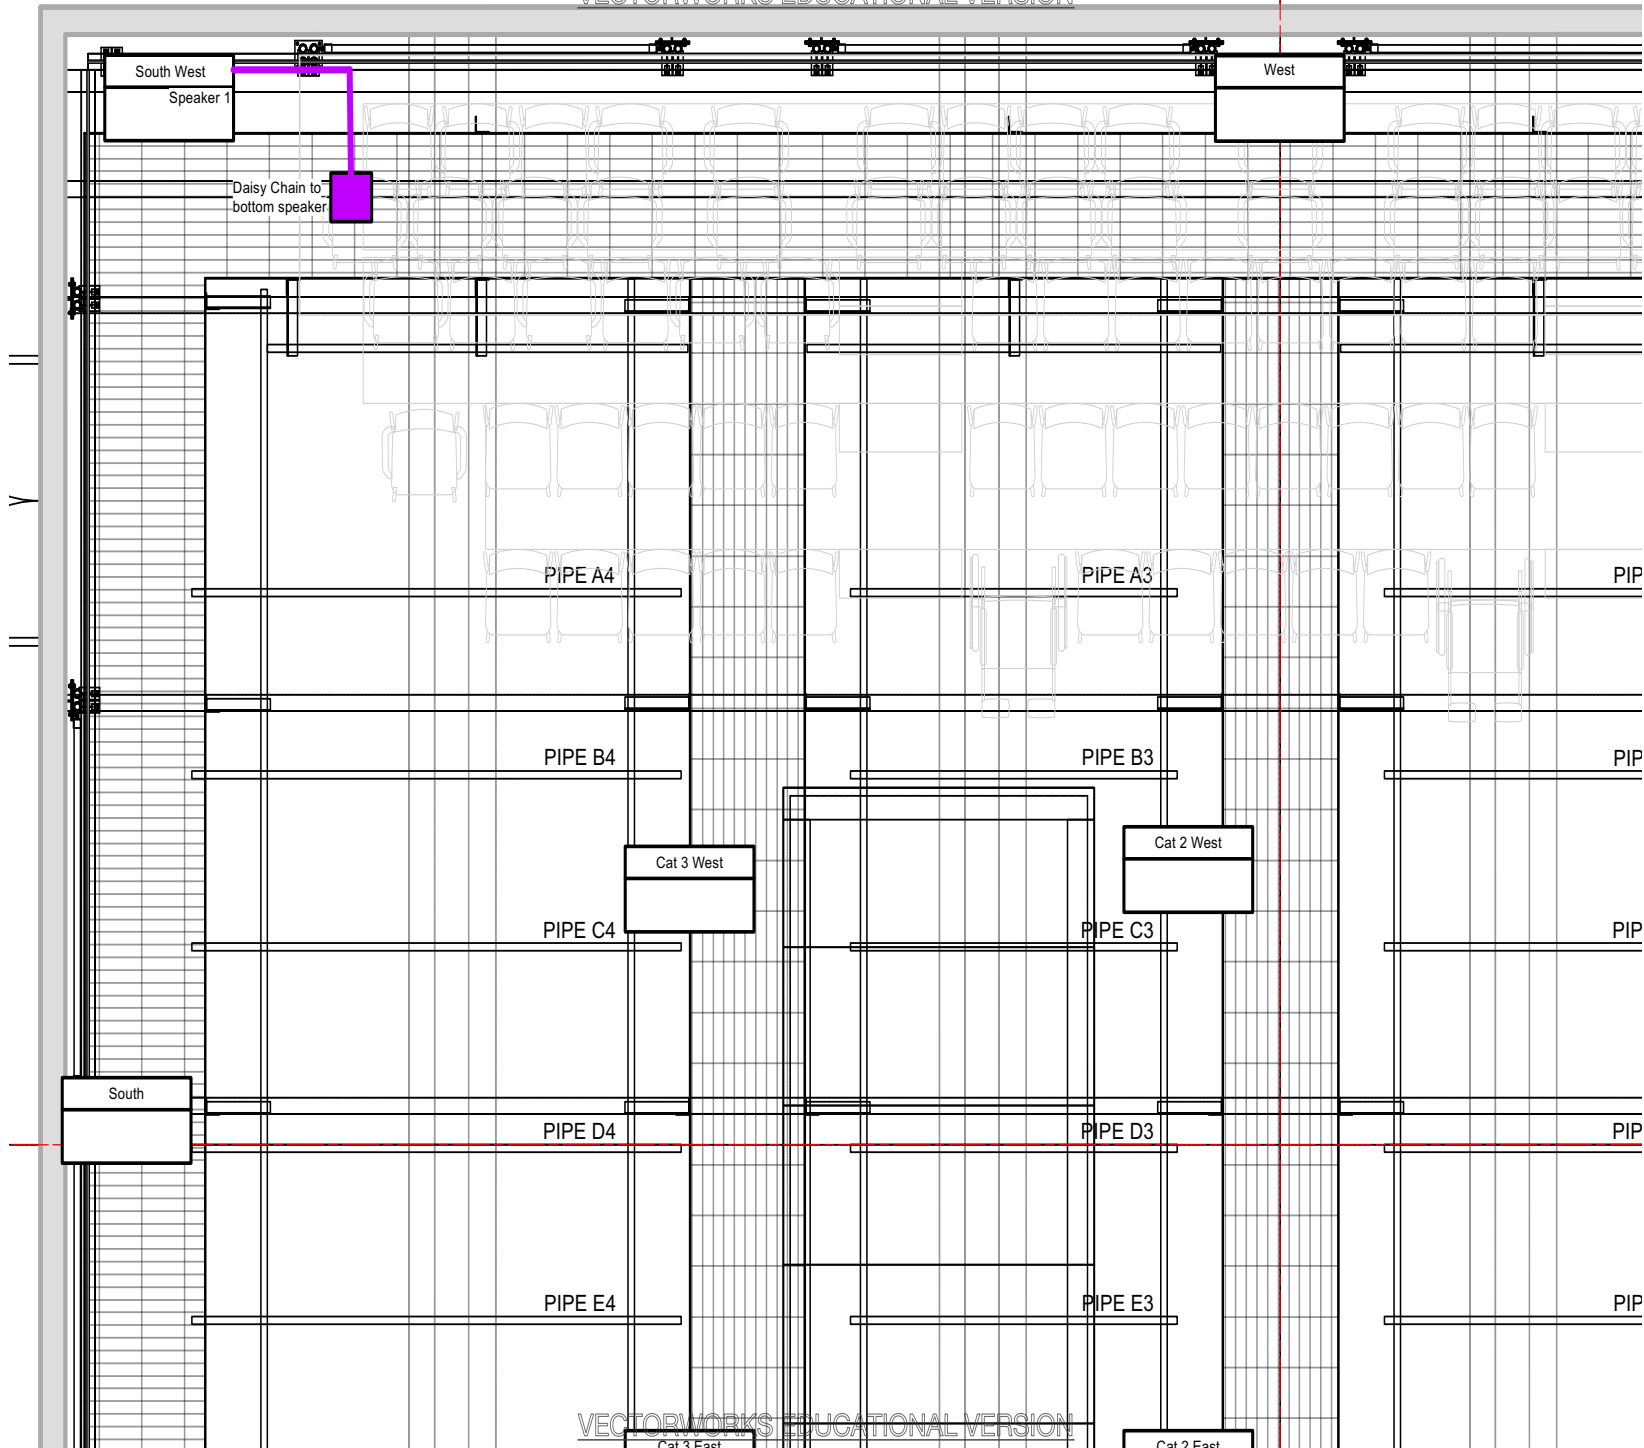 VECTORWORKS EDUCATIONAL VERSION
South West
Speaker 1
West
Daisy Chain to
bottom speaker
PIPE A4
PIPE A3
PIP
PIPE B4
PIPE B3
PIP
Cat 3 West
Cat 2 West
PIPE C4
PIPE C3
PIP
South
PIPE D4
PIPE D3
PIP
PIPE E4
PIPE E3
PIP
VECTORWORKS EDUCATIONAL VERSION
Cat 3 East
Cat 2 East